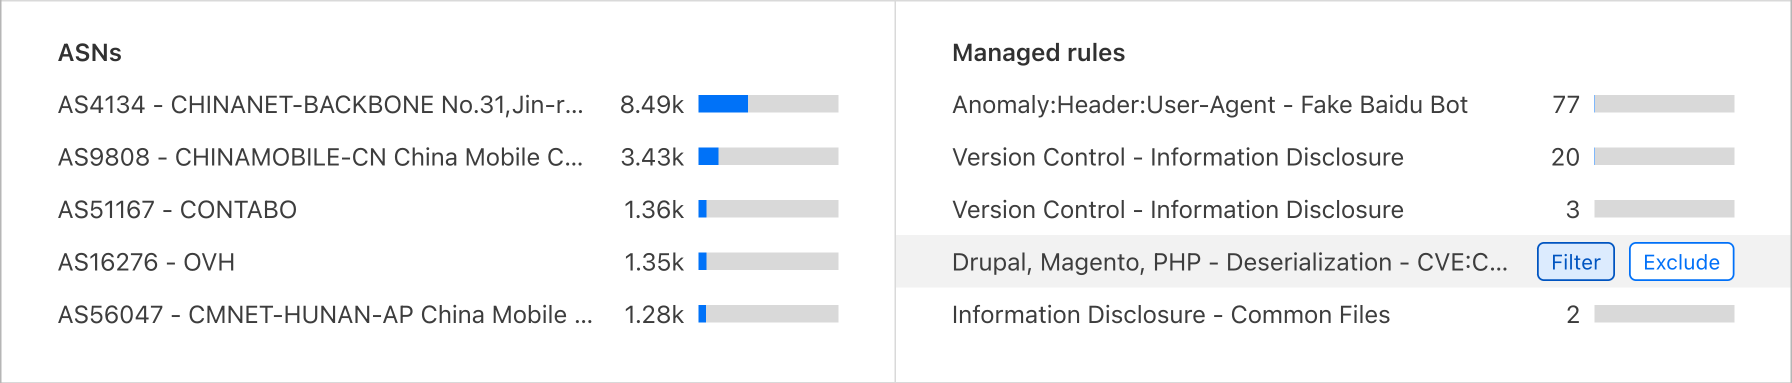 ASNs
AS4134 - CHINANET-BACKBONE No.31,Jin-r... 8.49k
AS9808 - CHINAMOBILE-CN China Mobile C... 3.43k
AS51167 - CONTABO 1.36k
AS16276 - OVH 1.35k
AS56047 - CMNET-HUNAN-AP China Mobile ... 1.28k
Managed rules
Anomaly:Header:User-Agent - Fake Baidu Bot 77
Version Control - Information Disclosure 20
Version Control - Information Disclosure 3
Drupal, Magento, PHP - Deserialization - CVE:C... Filter Exclude
Information Disclosure - Common Files 2